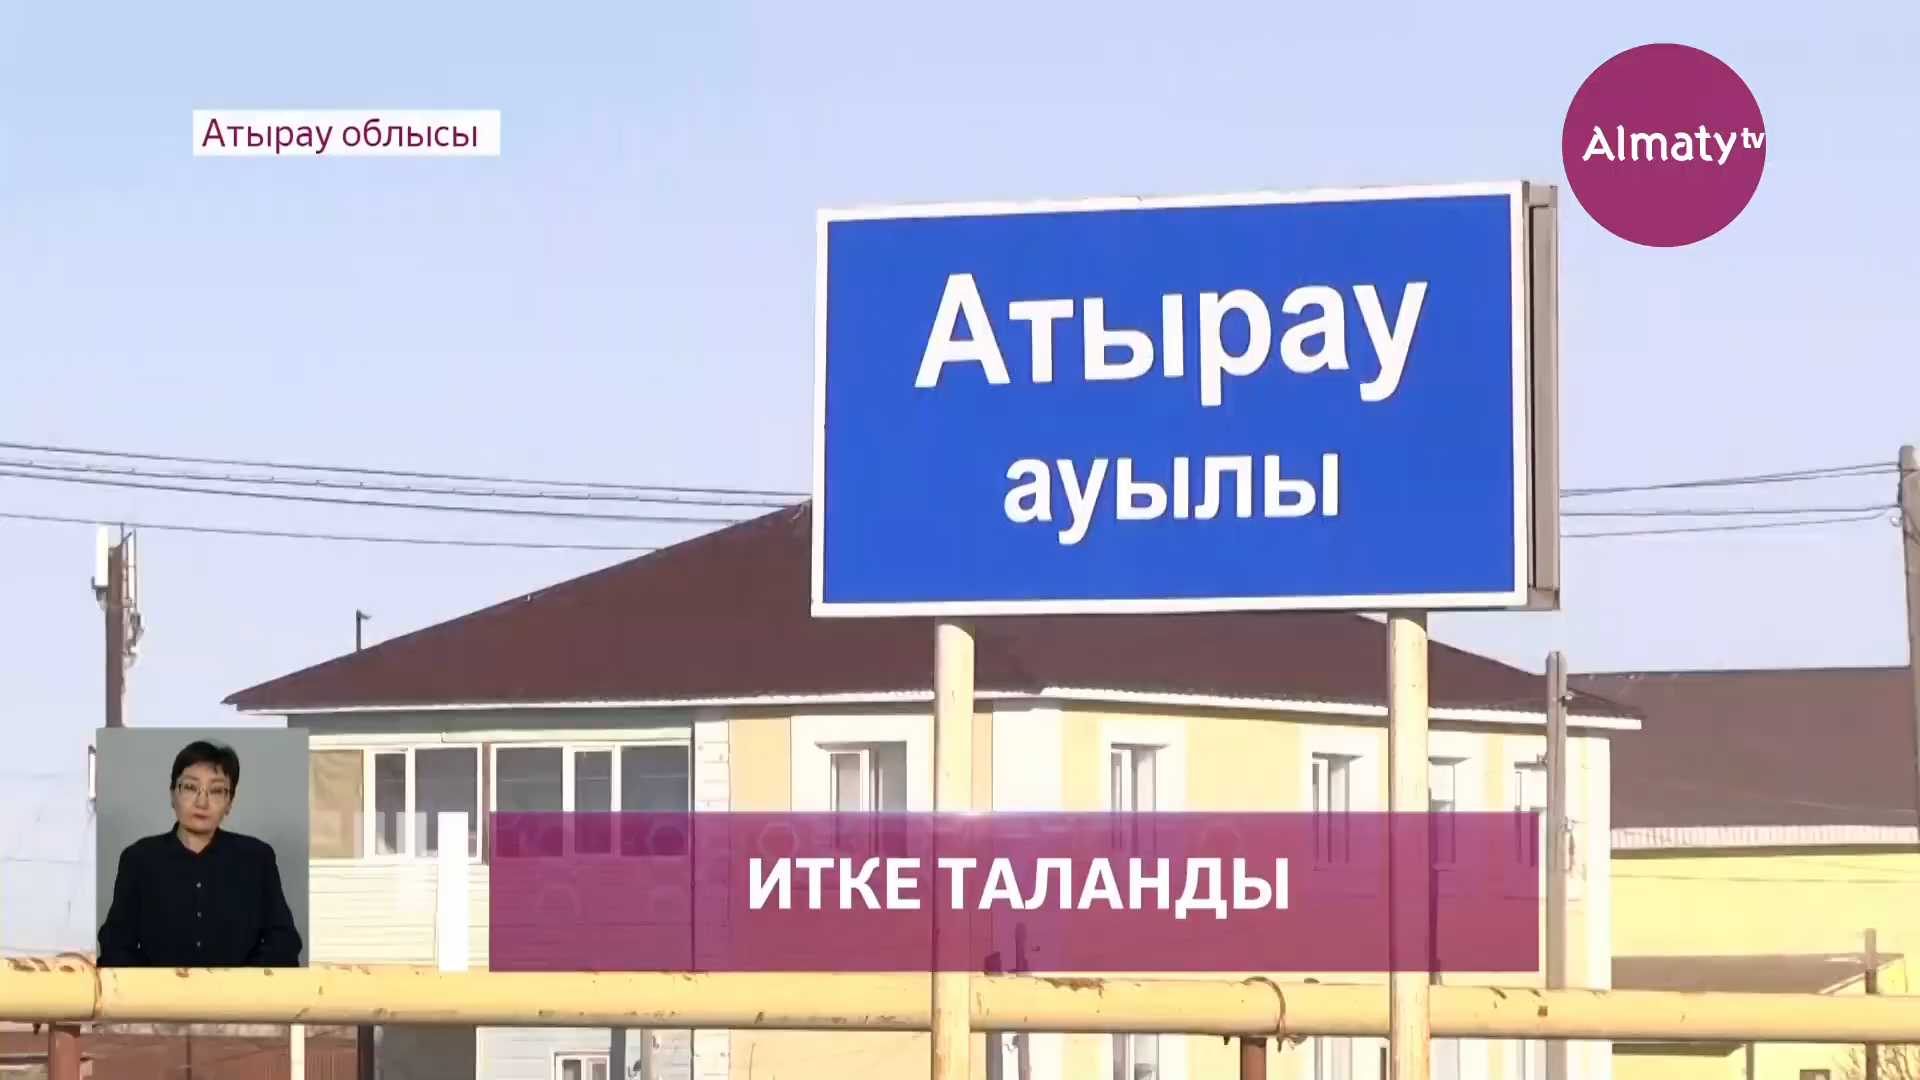 Атырау облысы
Almaty tv
Атырау
ауылы
ИТКЕ ТАЛАНДЫ